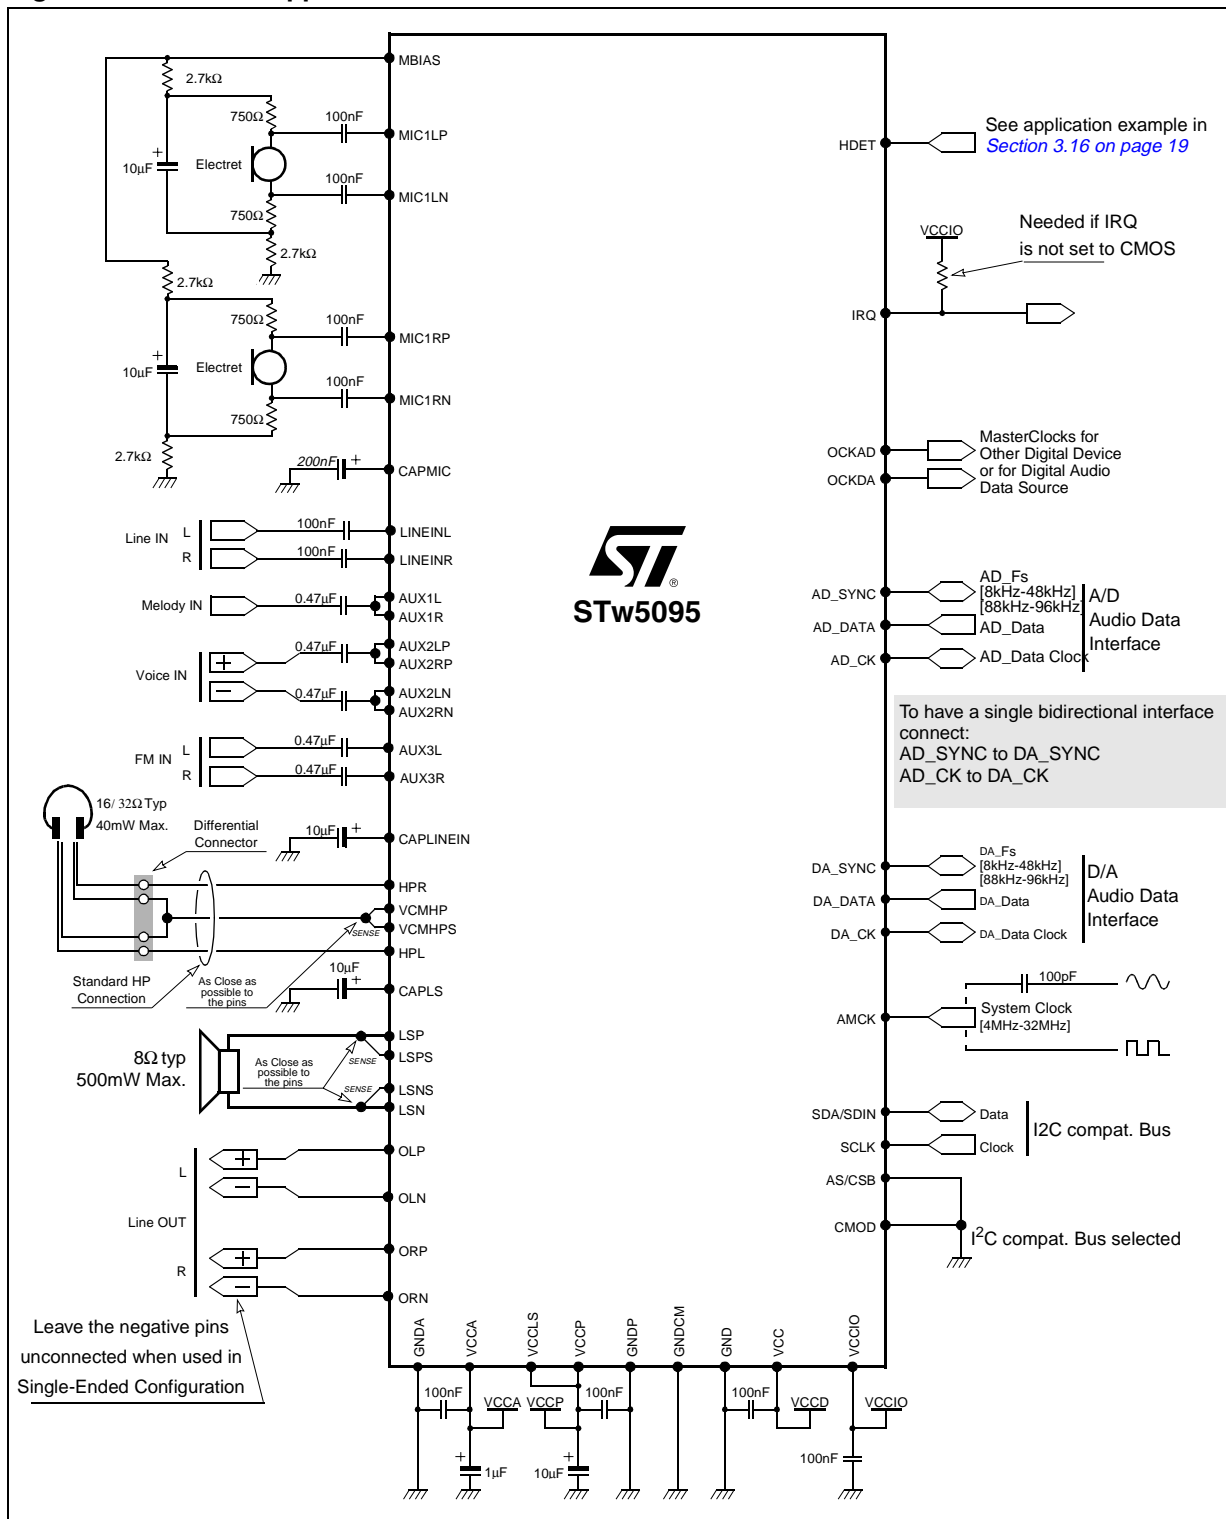 MBIAS
2.7kΩ
750Ω
100nF
MIC1LP
+
10µF
Electret
100nF
MIC1LN
750Ω
2.7kΩ
2.7kΩ
750Ω
100nF
MIC1RP
+
10µF
Electret
100nF
MIC1RN
750Ω
2.7kΩ
200nF
+
CAPMIC
Line IN
L
100nF
LINEINL
R
100nF
LINEINR
Melody IN
0.47µF
AUX1L
AUX1R
Voice IN
+
0.47µF
AUX2LP
AUX2RP
−
0.47µF
AUX2LN
AUX2RN
FM IN
L
0.47µF
AUX3L
R
0.47µF
AUX3R
16/ 32Ω Typ
40mW Max.
Differential
Connector
10µF
+
CAPLINEIN
HPR
VCMHP
VCMHPS
SENSE
HPL
Standard HP
Connection
As Close as
possible to
the pins
10µF
+
CAPLS
8Ω typ
500mW Max.
As Close as
possible to
the pins
LSP
SENSE
LSPS
SENSE
LSNS
LSN
Line OUT
L
+
OLP
−
OLN
R
+
ORP
−
ORN
Leave the negative pins
unconnected when used in
Single-Ended Configuration
ST
®
STw5095
HDET
See application example in
Section 3.16 on page 19
VCCIO
Needed if IRQ
is not set to CMOS
IRQ
OCKAD
OCKDA
MasterClocks for
Other Digital Device
or for Digital Audio
Data Source
AD_SYNC
AD_Fs
[8kHz-48kHz]
[88kHz-96kHz]
AD_DATA
AD_Data
AD_CK
AD_Data Clock
A/D
Audio Data
Interface
To have a single bidirectional interface
connect:
AD_SYNC to DA_SYNC
AD_CK to DA_CK
DA_SYNC
DA_Fs
[8kHz-48kHz]
[88kHz-96kHz]
DA_DATA
DA_Data
DA_CK
DA_Data Clock
D/A
Audio Data
Interface
100pF
AMCK
System Clock
[4MHz-32MHz]
SDA/SDIN
Data
SCLK
Clock
I2C compat. Bus
AS/CSB
CMOD
I2C compat. Bus selected
GNDA
VCCA
VCCLS
VCCP
GNDP
GNDCM
GND
VCC
VCCIO
100nF
VCCA
VCCP
100nF
100nF
VCCD
VCCIO
+
1µF
+
10µF
100nF